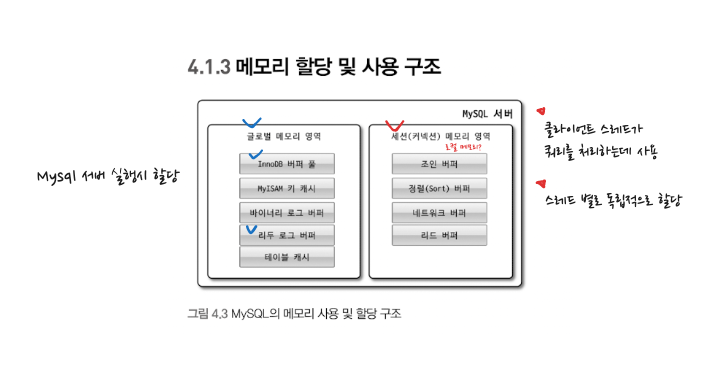 4.1.3 메모리 할당 및 사용 구조
MySQL 서버
글로벌 메모리 영역
InnoDB 버퍼 풀
MyISAM 키 캐시
바이너리 로그 버퍼
리두 로그 버퍼
테이블 캐시
세션(커넥션) 메모리 영역
로컬 메모리?
조인 버퍼
정렬(Sort) 버퍼
네트워크 버퍼
리드 버퍼
Mysql 서버 실행시 할당
클라이언트 스레드가
쿼리를 처리하는데 사용
스레드 별로 독립적으로 할당
그림 4.3 MySQL의 메모리 사용 및 할당 구조